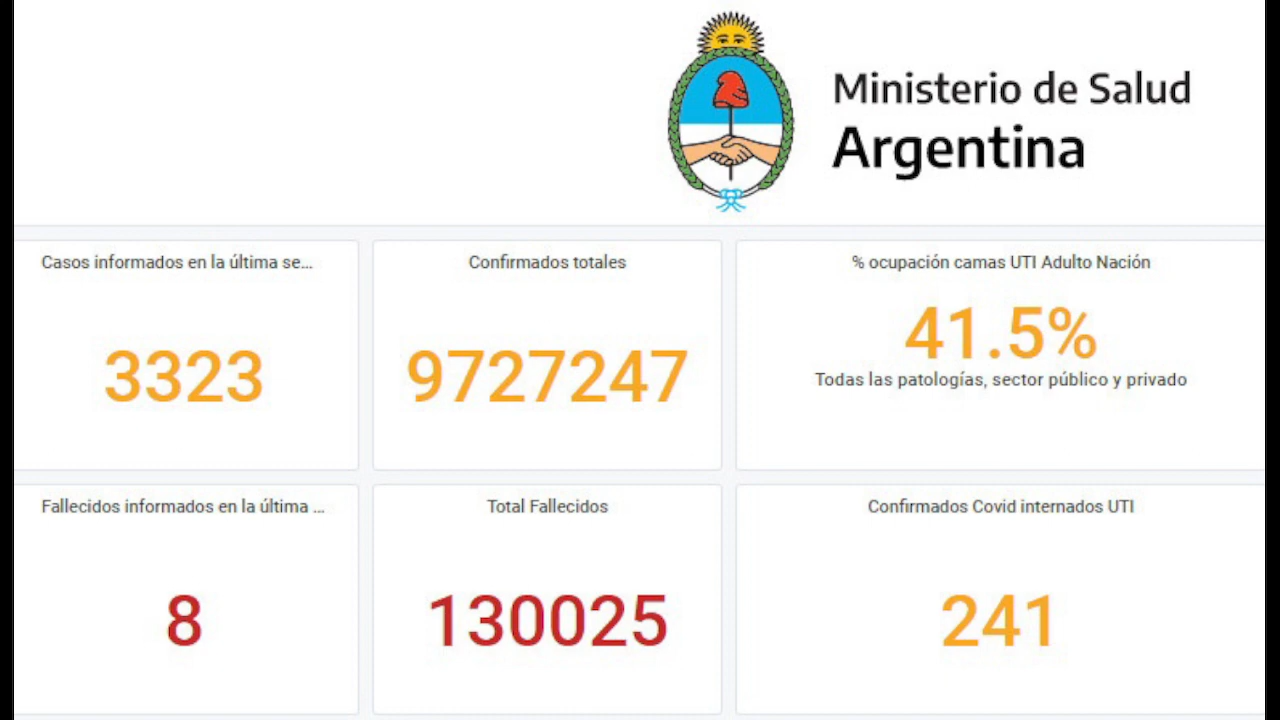 Ministerio de Salud
Argentina
Casos informados en la última se...
3323
Confirmados totales
9727247
% ocupación camas UTI Adulto Nación
41.5%
Todas las patologías, sector público y privado
Fallecidos informados en la última ...
8
Total Fallecidos
130025
Confirmados Covid internados UTI
241